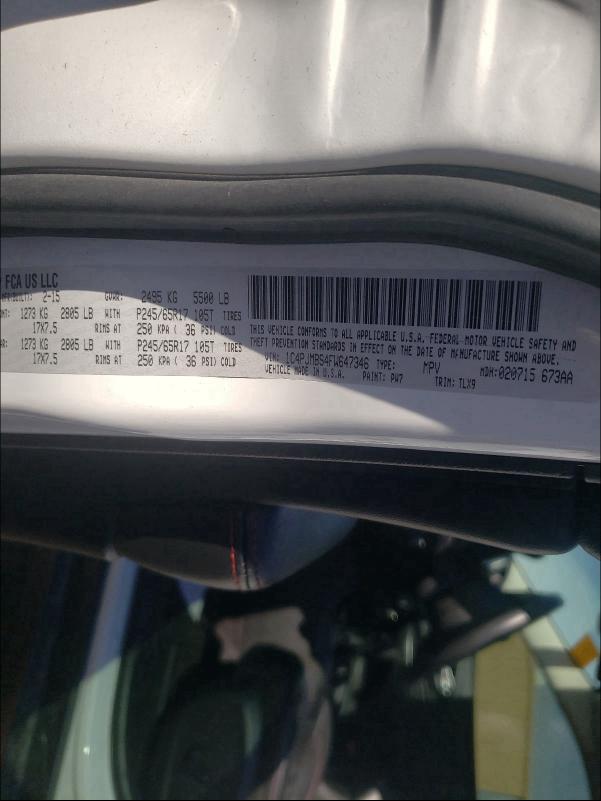 FCA US LLC
2-15 GVWR: 2495 KG 5500 LB
1273 KG 2805 LB WITH P245/65R17 105T TIRES
17X7.5 RIMS AT 250 KPA ( 36 PSI) COLD
1273 KG 2805 LB WITH P245/65R17 105T TIRES
17X7.5 RIMS AT 250 KPA ( 36 PSI) COLD
THIS VEHICLE CONFORMS TO ALL APPLICABLE U.S.A. FEDERAL MOTOR VEHICLE SAFETY AND
THEFT PREVENTION STANDARDS IN EFFECT ON THE DATE OF MANUFACTURE SHOWN ABOVE.
VIN: 1C4PJMBS4FW647346 TYPE: MPV MDH: 020715 673AA
VEHICLE MADE IN U.S.A. PAINT: PW7 TRIM: TLX9